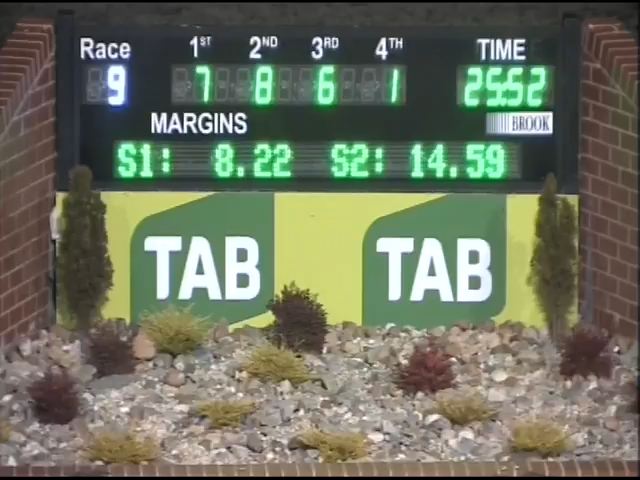 Race 1ST 2ND 3RD 4TH TIME
9 7 8 6 1 25:52
MARGINS BROOK
S1: 8.22 S2: 14.59
TAB TAB